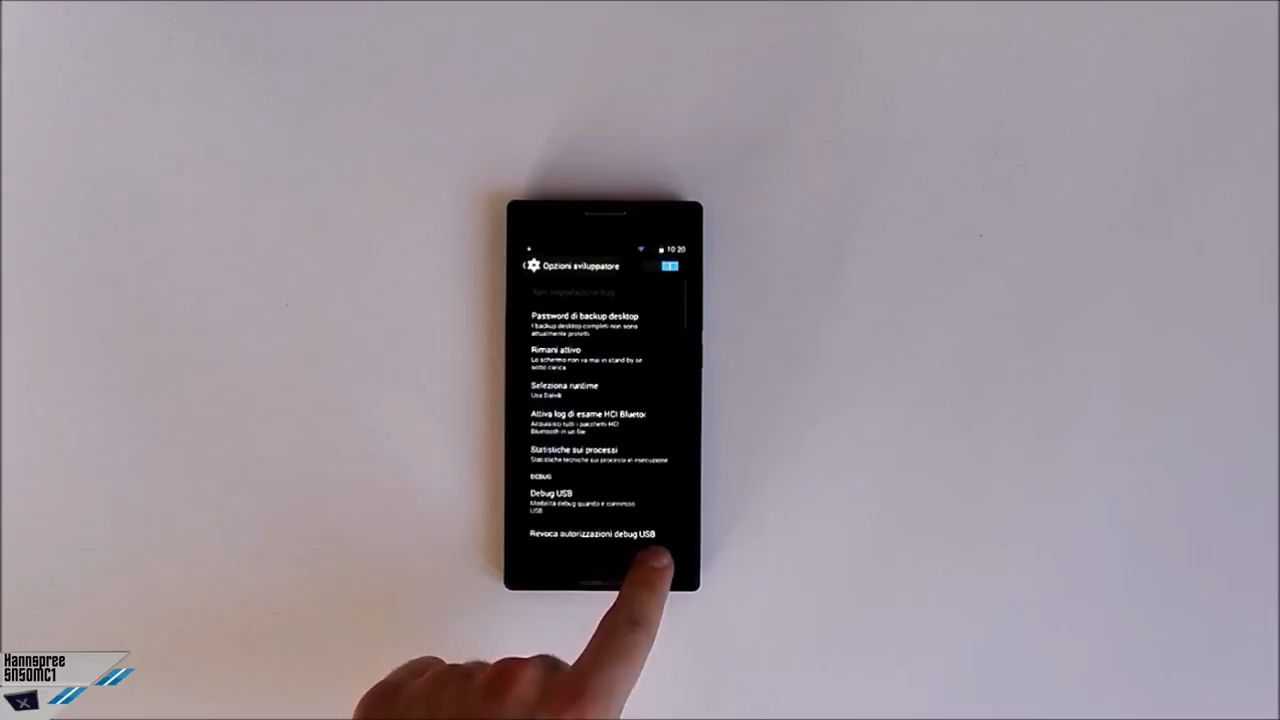 10:20
Opzioni sviluppatore
Password di backup desktop
I backup desktop completi non sono
attualmente protetti
Rimani attivo
Lo schermo non va mai in stand by se
sotto carica
Seleziona runtime
Usa Dalvik
Attiva log di esame HCI Bluetoo
Acquisisci tutti i pacchetti HCI
Bluetooth in un file
Statistiche sui processi
Statistiche tecniche sui processi in esecuzione
DEBUG
Debug USB
Modalità debug quando è connesso
USB
Revoca autorizzazioni debug USB
Hannspree
SN50MC1